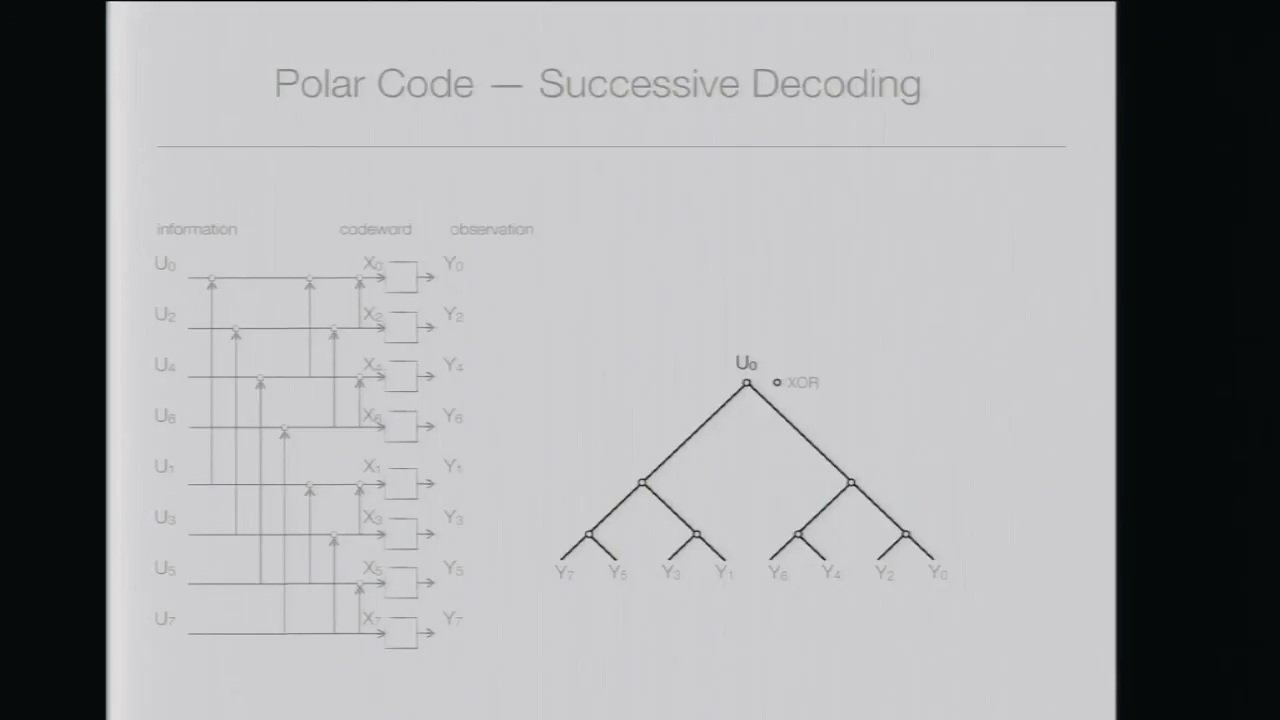 Polar Code — Successive Decoding
information codeword observation
U0 X0 Y0
U2 X2 Y2
U4 X4 Y4
U6 X6 Y6
U1 X1 Y1
U3 X3 Y3
U5 X5 Y5
U7 X7 Y7
U0 XOR
Y7 Y5 Y3 Y1 Y6 Y4 Y2 Y0